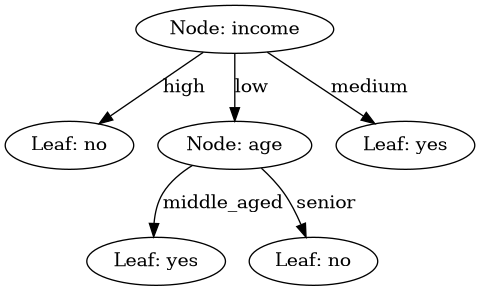 Node: income
high
low
medium
Leaf: no
Node: age
Leaf: yes
middle_aged
senior
Leaf: yes
Leaf: no